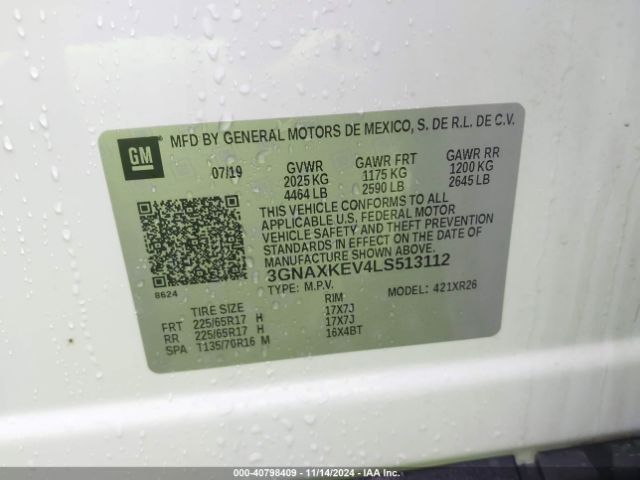 GM
MFD BY GENERAL MOTORS DE MEXICO, S. DE R.L. DE C.V.
07/19 GVWR GAWR FRT GAWR RR
2025 KG 1175 KG 1200 KG
4464 LB 2590 LB 2645 LB
THIS VEHICLE CONFORMS TO ALL
APPLICABLE U.S. FEDERAL MOTOR
VEHICLE SAFETY AND THEFT PREVENTION
STANDARDS IN EFFECT ON THE DATE OF
MANUFACTURE SHOWN ABOVE.
3GNAXKEV4LS513112
8624 TYPE: M.P.V. MODEL: 421XR26
TIRE SIZE RIM
FRT 225/65R17 H 17X7J
RR 225/65R17 H 17X7J
SPA T135/70R16 M 16X4BT
000-40798409 - 11/14/2024 - IAAI.COM